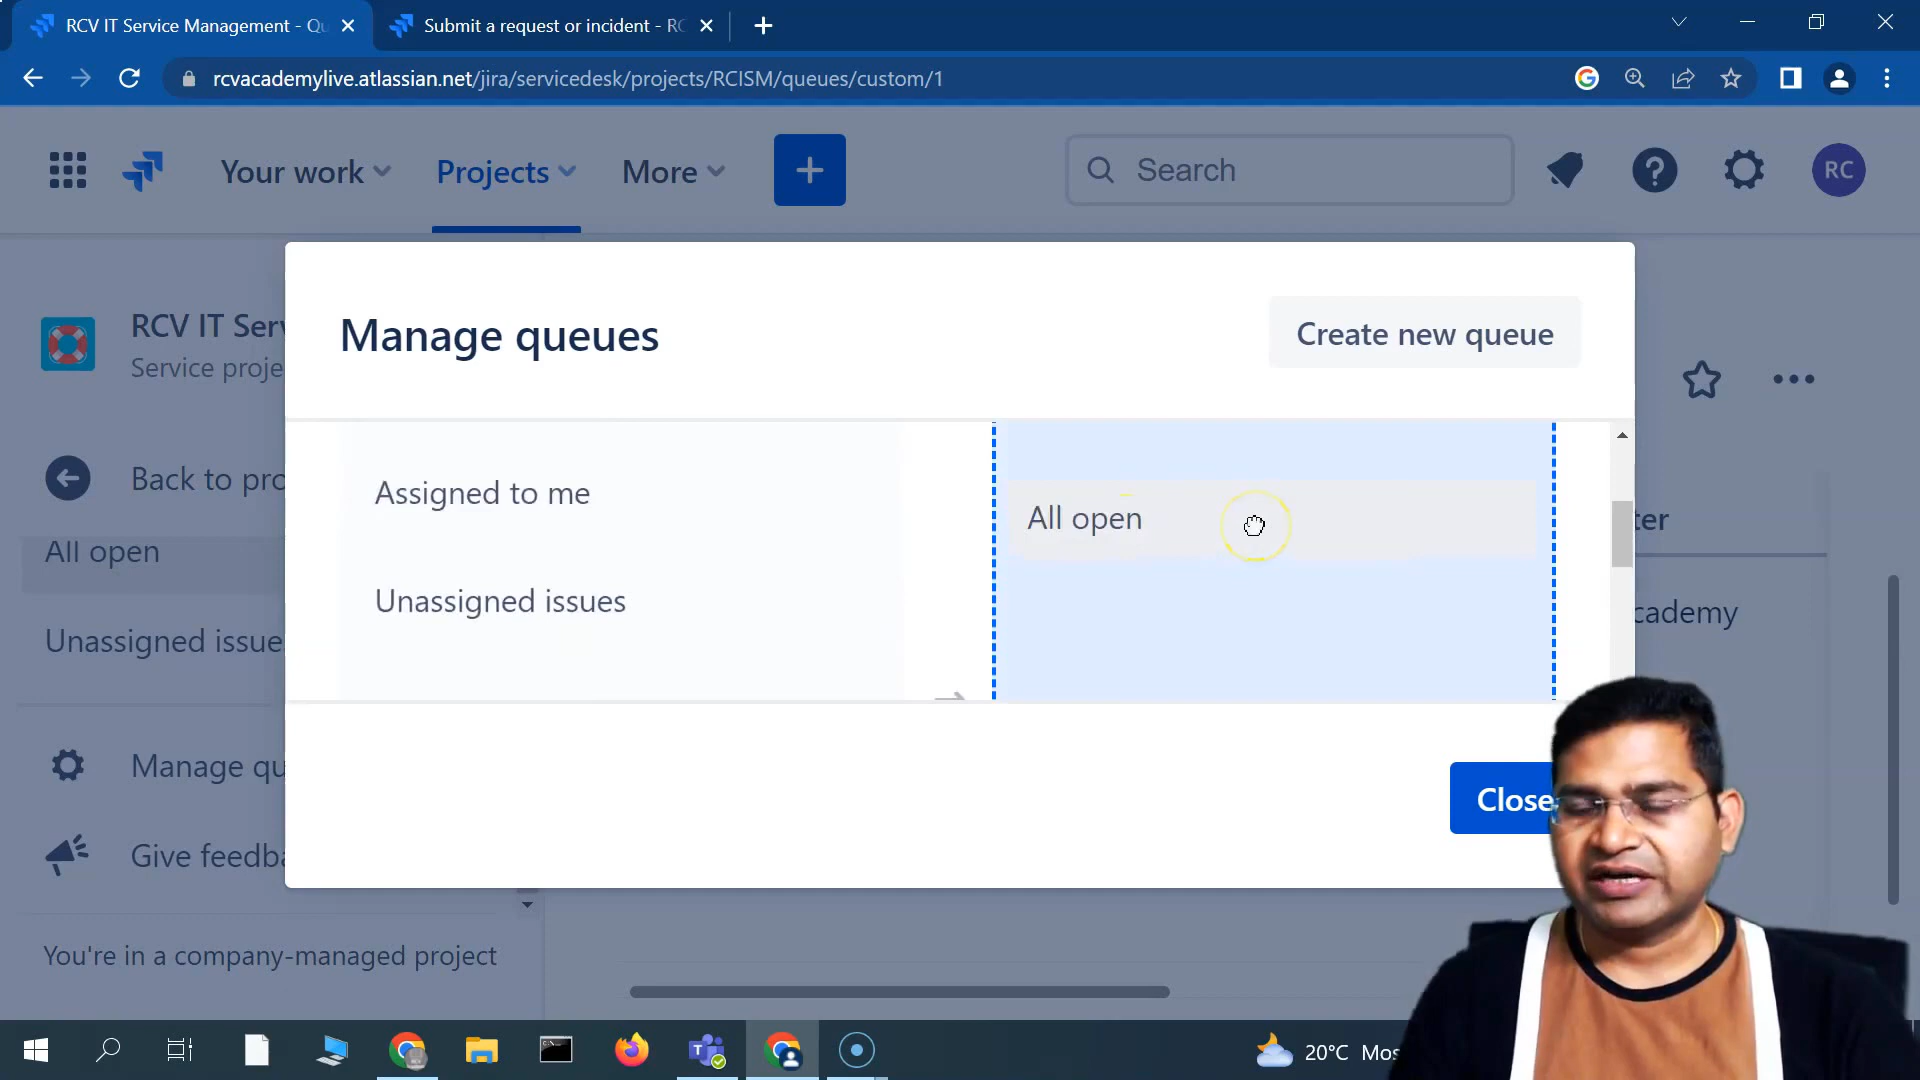 RCV IT Service Management - Qu
Submit a request or incident - RC
rcvacademylive.atlassian.net/jira/servicedesk/projects/RCISM/queues/custom/1
Your work
Projects
More
Search
RC
RCV IT Serv
Service proje
Manage queues
Create new queue
Back to pro
Assigned to me
All open
ter
All open
Unassigned issues
cademy
Unassigned issue
Manage qu
Close
Give feedba
You're in a company-managed project
20°C Mos